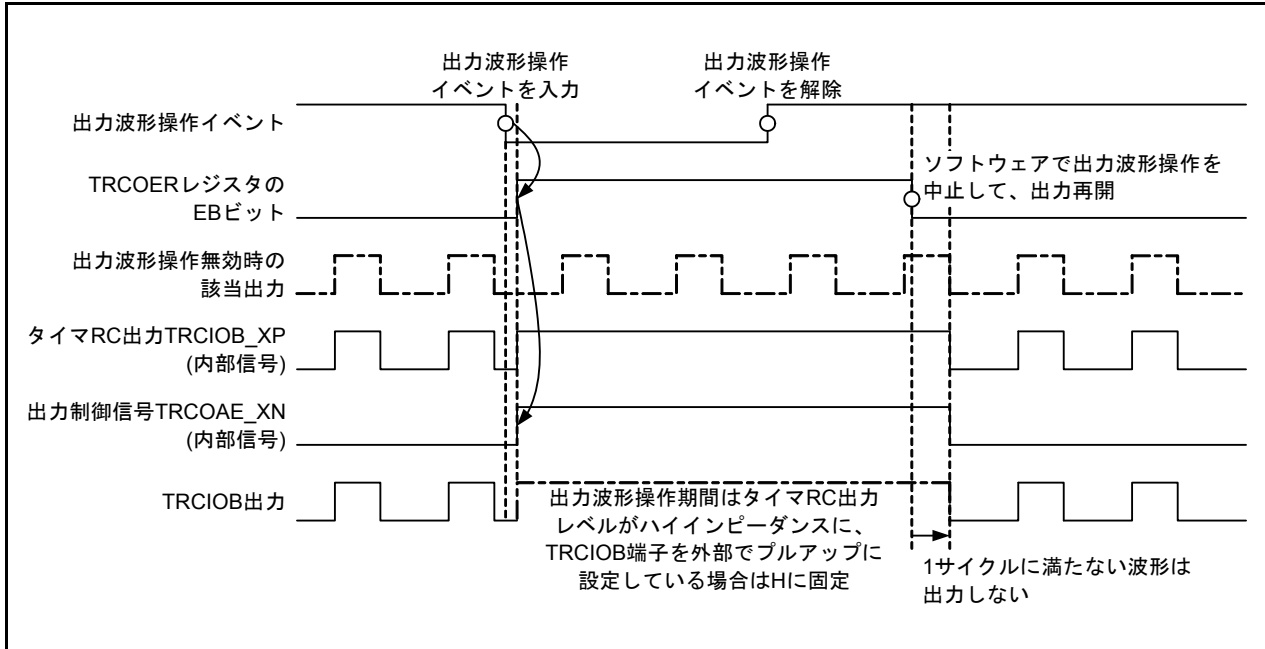 出力波形操作
イベントを入力
出力波形操作
イベントを解除
出力波形操作イベント
ソフトウェアで出力波形操作を
中止して、出力再開
TRCOERレジスタの
EBビット
出力波形操作無効時の
該当出力
タイマRC出力TRCIOB_XP
(内部信号)
出力制御信号TRCOAE_XN
(内部信号)
TRCIOB出力
出力波形操作期間はタイマRC出力
レベルがハイインピーダンスに、
TRCIOB端子を外部でプルアップに
設定している場合はHに固定
1サイクルに満たない波形は
出力しない